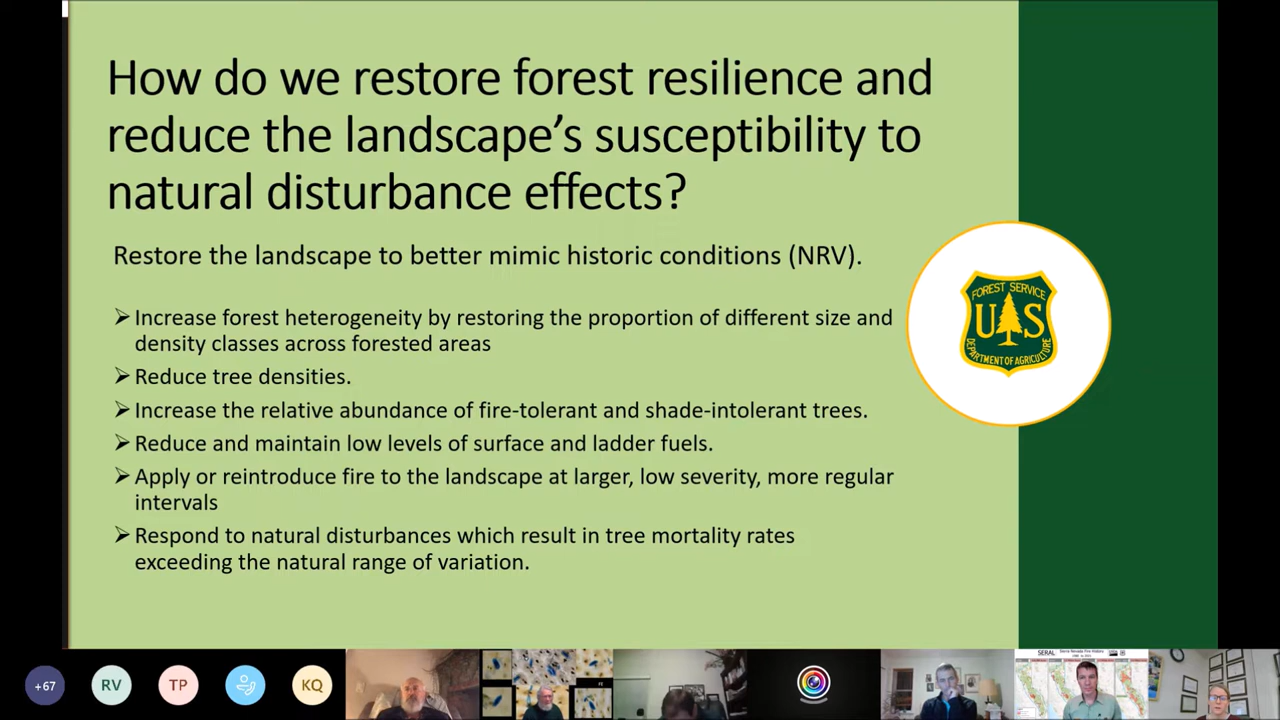 How do we restore forest resilience and
reduce the landscape's susceptibility to
natural disturbance effects?
Restore the landscape to better mimic historic conditions (NRV).
➢Increase forest heterogeneity by restoring the proportion of different size and
density classes across forested areas
➢Reduce tree densities.
➢Increase the relative abundance of fire-tolerant and shade-intolerant trees.
➢Reduce and maintain low levels of surface and ladder fuels.
➢Apply or reintroduce fire to the landscape at larger, low severity, more regular
intervals
➢Respond to natural disturbances which result in tree mortality rates
exceeding the natural range of variation.
FOREST SERVICE
U S
DEPARTMENT OF AGRICULTURE
+67
RV
TP
KQ
SERAL